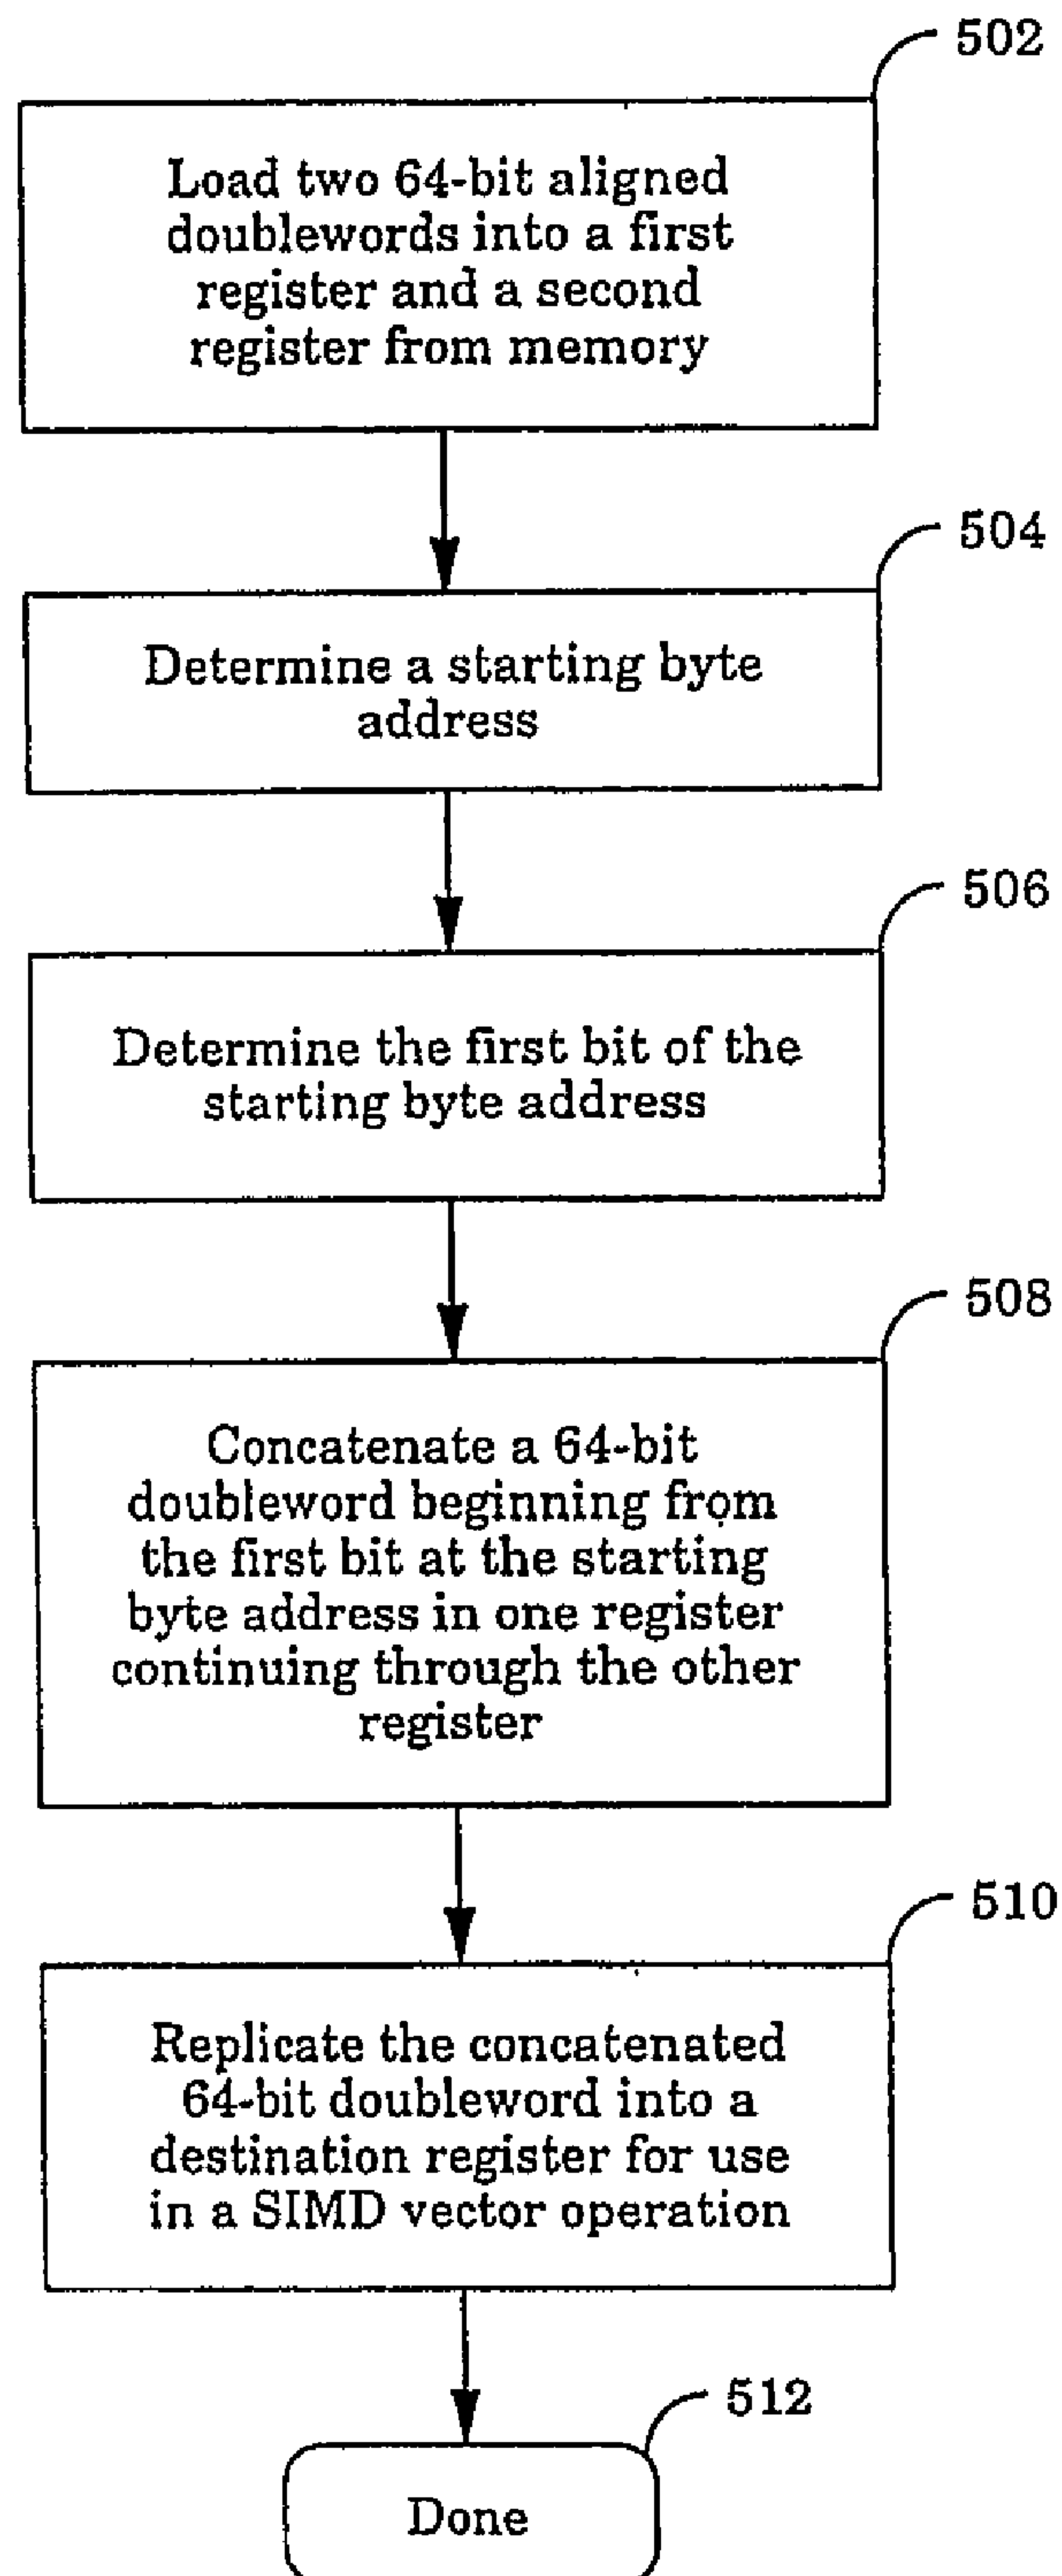 502
Load two 64-bit aligned
doublewords into a first
register and a second
register from memory
504
Determine a starting byte
address
506
Determine the first bit of the
starting byte address
508
Concatenate a 64-bit
doubleword beginning from
the first bit at the starting
byte address in one register
continuing through the other
register
510
Replicate the concatenated
64-bit doubleword into a
destination register for use
in a SIMD vector operation
512
Done